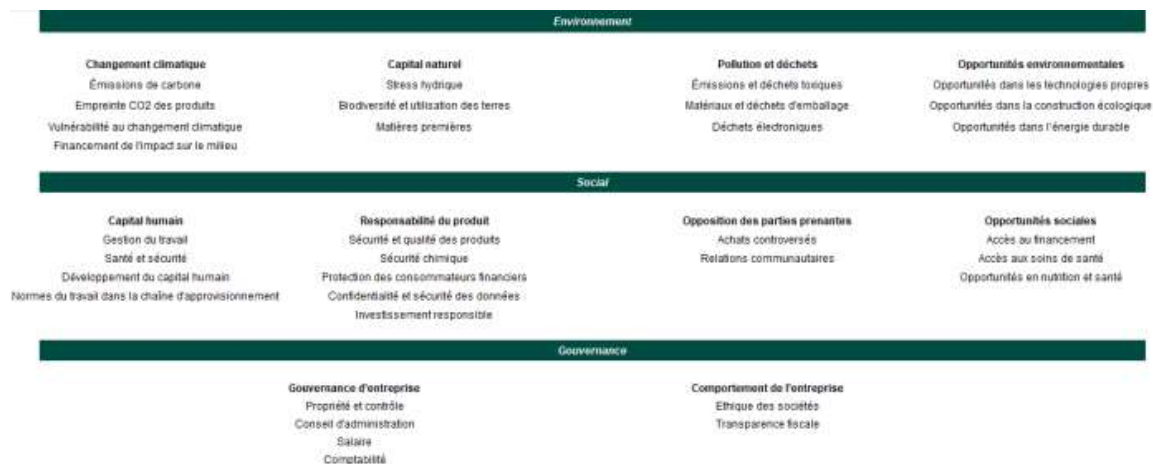 Environnement
Changement climatique
Émissions de carbone
Empreinte CO2 des produits
Vulnérabilité au changement climatique
Financement de l'impact sur le milieu
Capital naturel
Stress hydrique
Biodiversité et utilisation des terres
Matières premières
Pollution et déchets
Émissions et déchets toxiques
Matériaux et déchets d'emballage
Déchets électroniques
Opportunités environnementales
Opportunités dans les technologies propres
Opportunités dans la construction écologique
Opportunités dans l'énergie durable
Social
Capital humain
Gestion du travail
Santé et sécurité
Développement du capital humain
Normes du travail dans la chaîne d'approvisionnement
Responsabilité du produit
Sécurité et qualité des produits
Sécurité chimique
Protection des consommateurs financiers
Confidentialité et sécurité des données
Investissement responsable
Opposition des parties prenantes
Achats controversés
Relations communautaires
Opportunités sociales
Accès au financement
Accès aux soins de santé
Opportunités en nutrition et santé
Gouvernance
Gouvernance d'entreprise
Propriété et contrôle
Conseil d'administration
Salaire
Comptabilité
Comportement de l'entreprise
Ethique des sociétés
Transparence fiscale